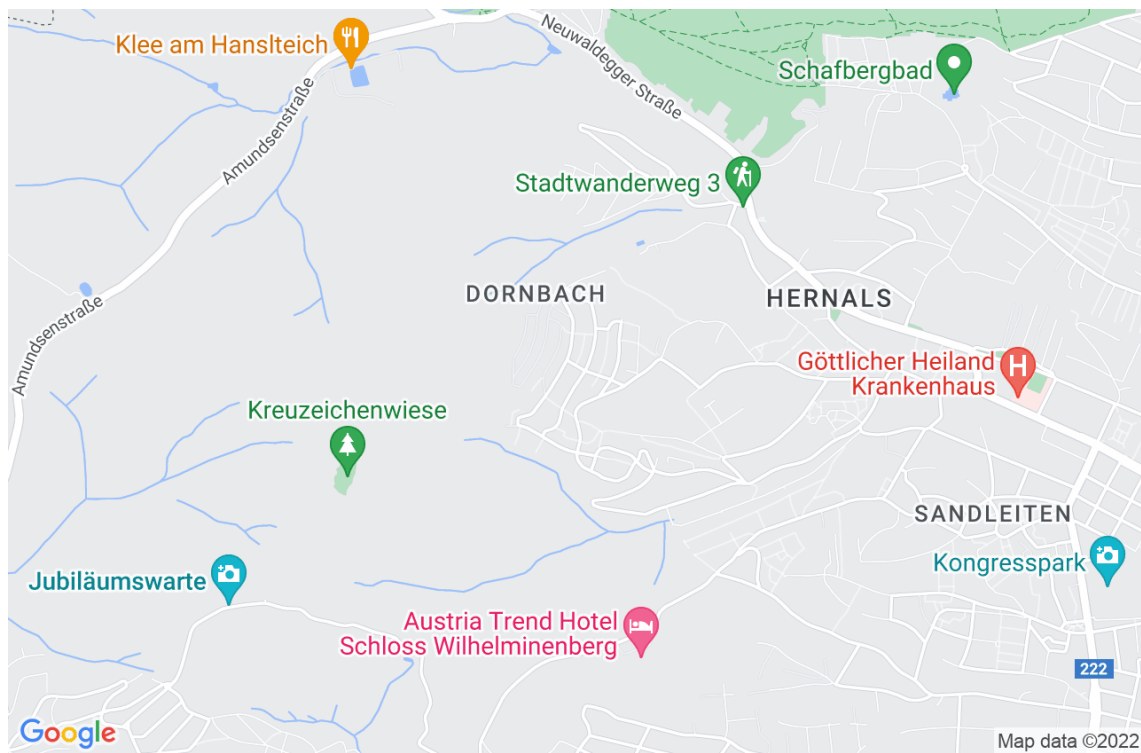 Klee am Hanslteich
Neuwaldegger Straße
Schafbergbad
Amundsenstraße
Stadtwanderweg 3
DORNBACH
HERNALS
Amundsenstraße
Göttlicher Heiland
Krankenhaus
Kreuzeichenwiese
SANDLEITEN
Kongresspark
Jubiläumswarte
Austria Trend Hotel
Schloss Wilhelminenberg
222
Google
Map data ©2022
H